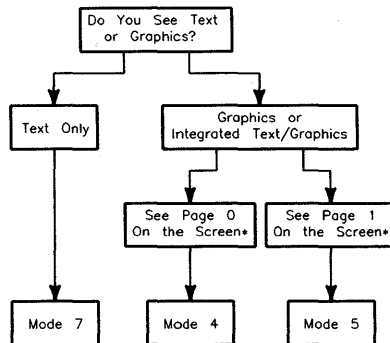 Do You See Text
or Graphics?
Text Only
Graphics or
Integrated Text/Graphics
See Page 0
On the Screen*
See Page 1
On the Screen*
Mode 7
Mode 4
Mode 5